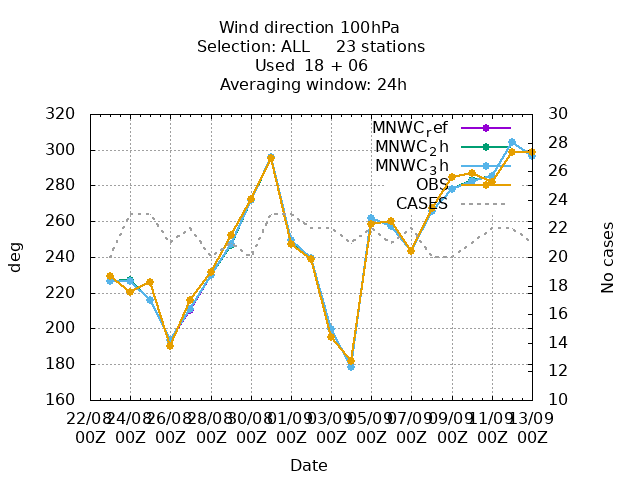 Wind direction 100hPa
Selection: ALL 23 stations
Used 18 + 06
Averaging window: 24h
320 30
MNWCref
300 28
MNWC2h
MNWC3h
280 26
OBS
CASES
260 24
240 22
220 20
200 18
180 16
160 14
12
10
deg
No cases
22/08 24/08 26/08 28/08 30/08 01/09 03/09 05/09 07/09 09/09 11/09 13/09
00Z 00Z 00Z 00Z 00Z 00Z 00Z 00Z 00Z 00Z 00Z 00Z
Date